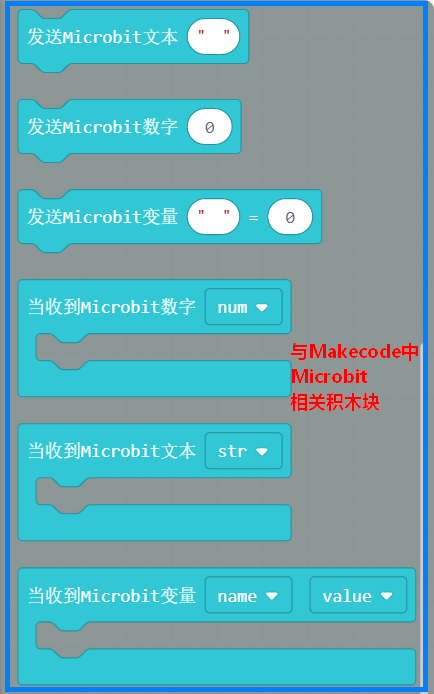 发送Microbit文本 " "
发送Microbit数字 0
发送Microbit变量 " " = 0
当收到Microbit数字 num
与Makecode中
Microbit
相关积木块
当收到Microbit文本 str
当收到Microbit变量 name value